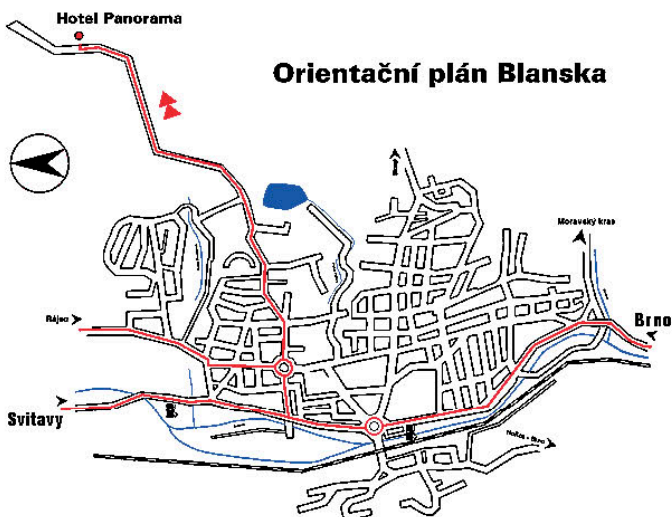 Hotel Panorama
Orientační plán Blanska
Moravský kras
Rájec
Brno
Svitavy